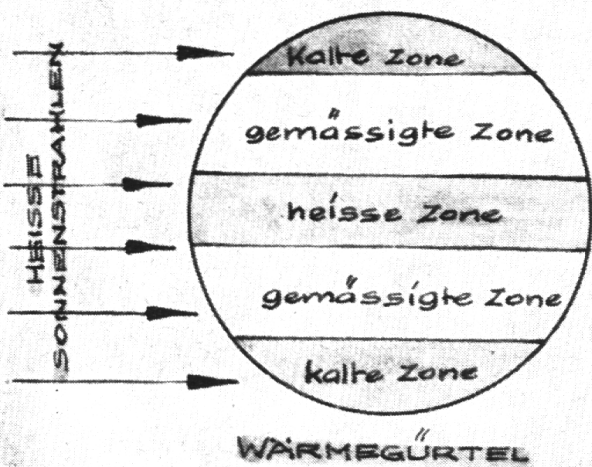 HEISSE
SONNENSTRAHLEN
Kalte Zone
gemässigte Zone
heisse Zone
gemässigte Zone
kalte Zone
WÄRMEGÜRTEL